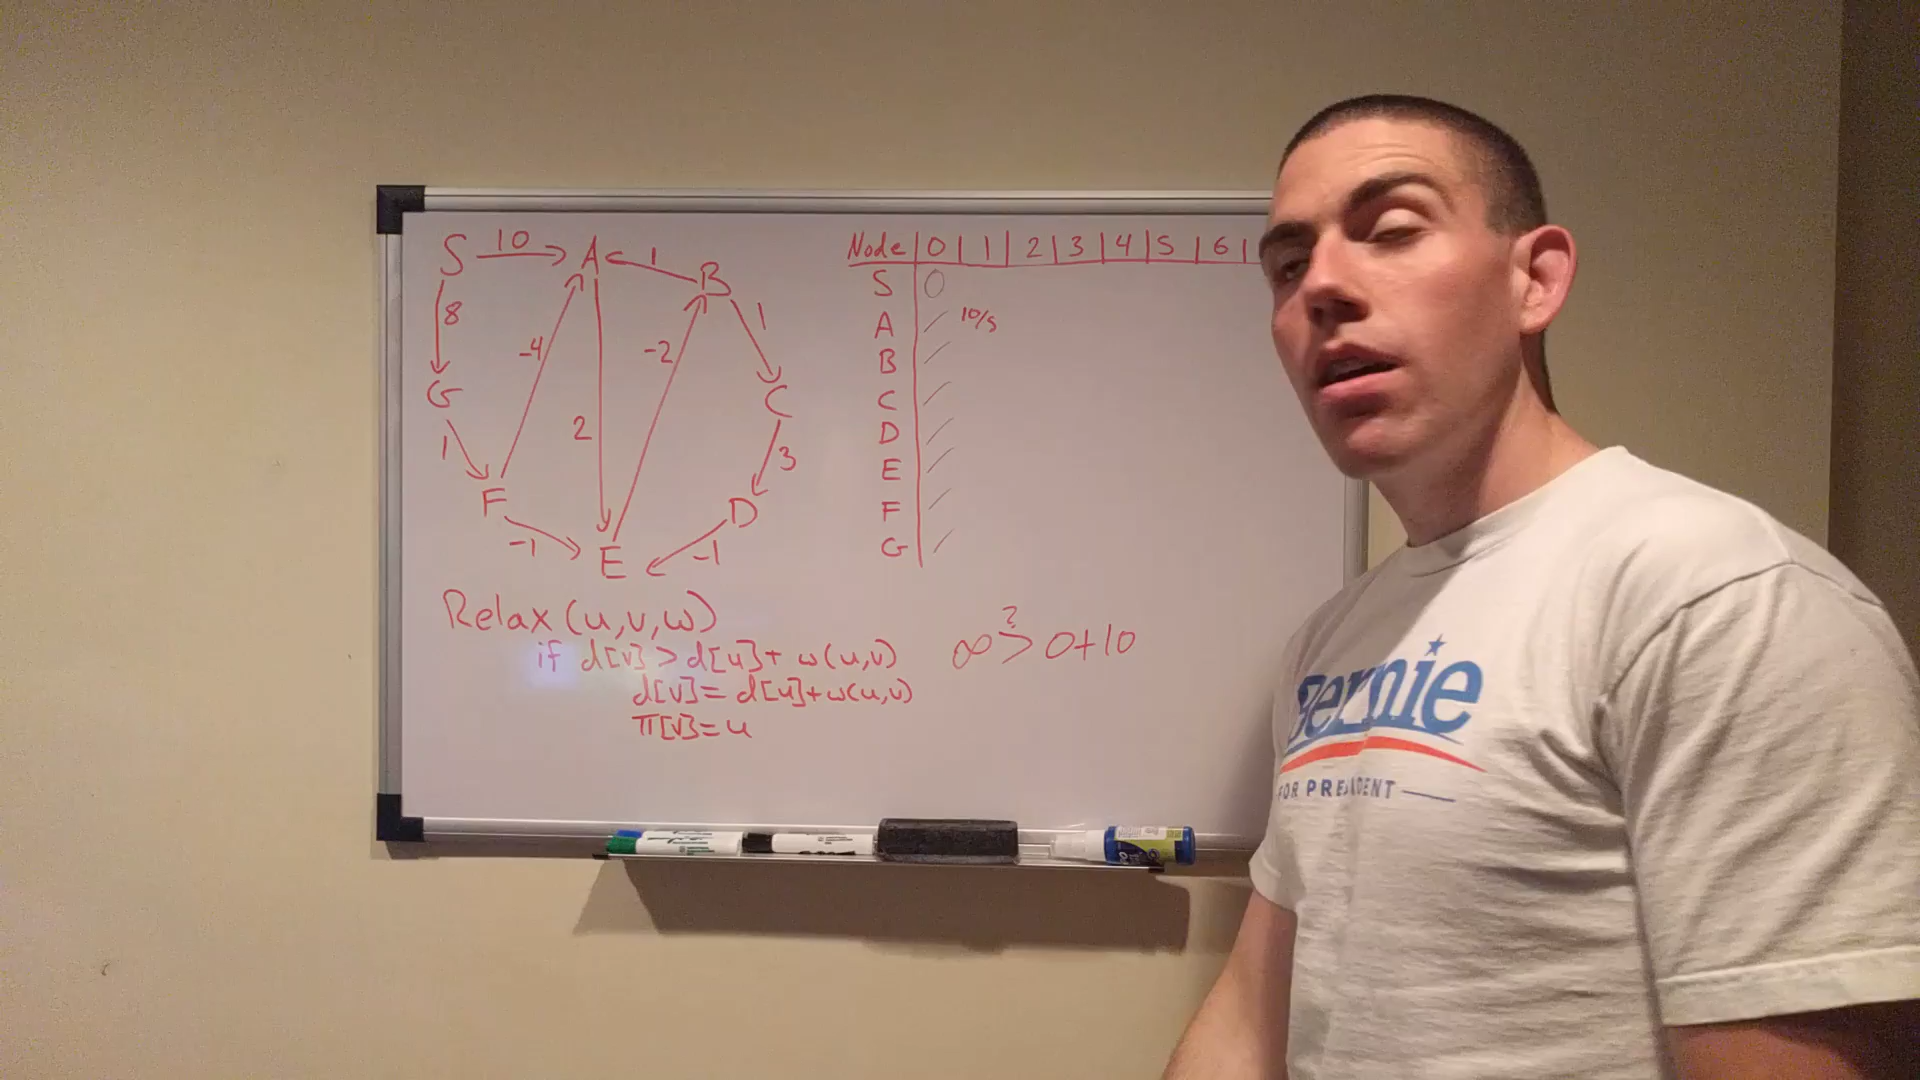 S 10 A 1 B
8 -4 2 -2 1
G C
1 3
F D
-1 E -1
Node 0 1 2 3 4 5 6
S 0
A / 10/S
B /
C /
D /
E /
F /
G /
Relax (u,v,w)
if d[v] > d[u] + w(u,v)
d[v] = d[u]+w(u,v)
π[v]=u
?
∞ > 0+10
Bernie
FOR PRESIDENT